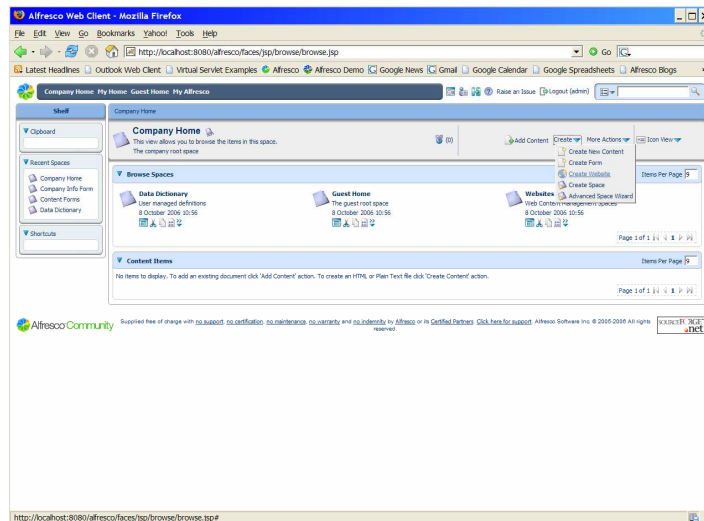 Alfresco Web Client - Mozilla Firefox
File Edit View Go Bookmarks Yahoo! Tools Help
http://localhost:8080/alfresco/faces/jsp/browse/browse.jsp Go
Latest Headlines Outlook Web Client Virtual Servlet Examples Alfresco Alfresco Demo Google News Gmail Google Calendar Google Spreadsheets Alfresco Blogs
Company Home My Home Guest Home My Alfresco Raise an Issue Logout (admin)
Shelf
Company Home
Clipboard
Recent Spaces
Company Home
Company Info Form
Content Forms
Data Dictionary
Shortcuts
Company Home
This view allows you to browse the items in this space.
The company root space
(0) Add Content Create More Actions Icon View
Create New Content
Create Form
Create Website
Create Space
Advanced Space Wizard
Browse Spaces Items Per Page 9
Data Dictionary
User managed definitions
8 October 2006 10:56
Guest Home
The guest root space
8 October 2006 10:56
Websites
Web Content Management Spaces
8 October 2006 10:56
Page 1 of 1 1
Content Items Items Per Page 9
No items to display. To add an existing document click 'Add Content' action. To create an HTML or Plain Text file click 'Create Content' action.
Page 1 of 1 1
Alfresco Community
Supplied free of charge with no support, no certification, no maintenance, no warranty and no indemnity by Alfresco or its Certified Partners. Click here for support. Alfresco Software Inc. © 2005-2006 All rights
reserved.
SOURCEFORGE
.net
http://localhost:8080/alfresco/faces/jsp/browse/browse.jsp#